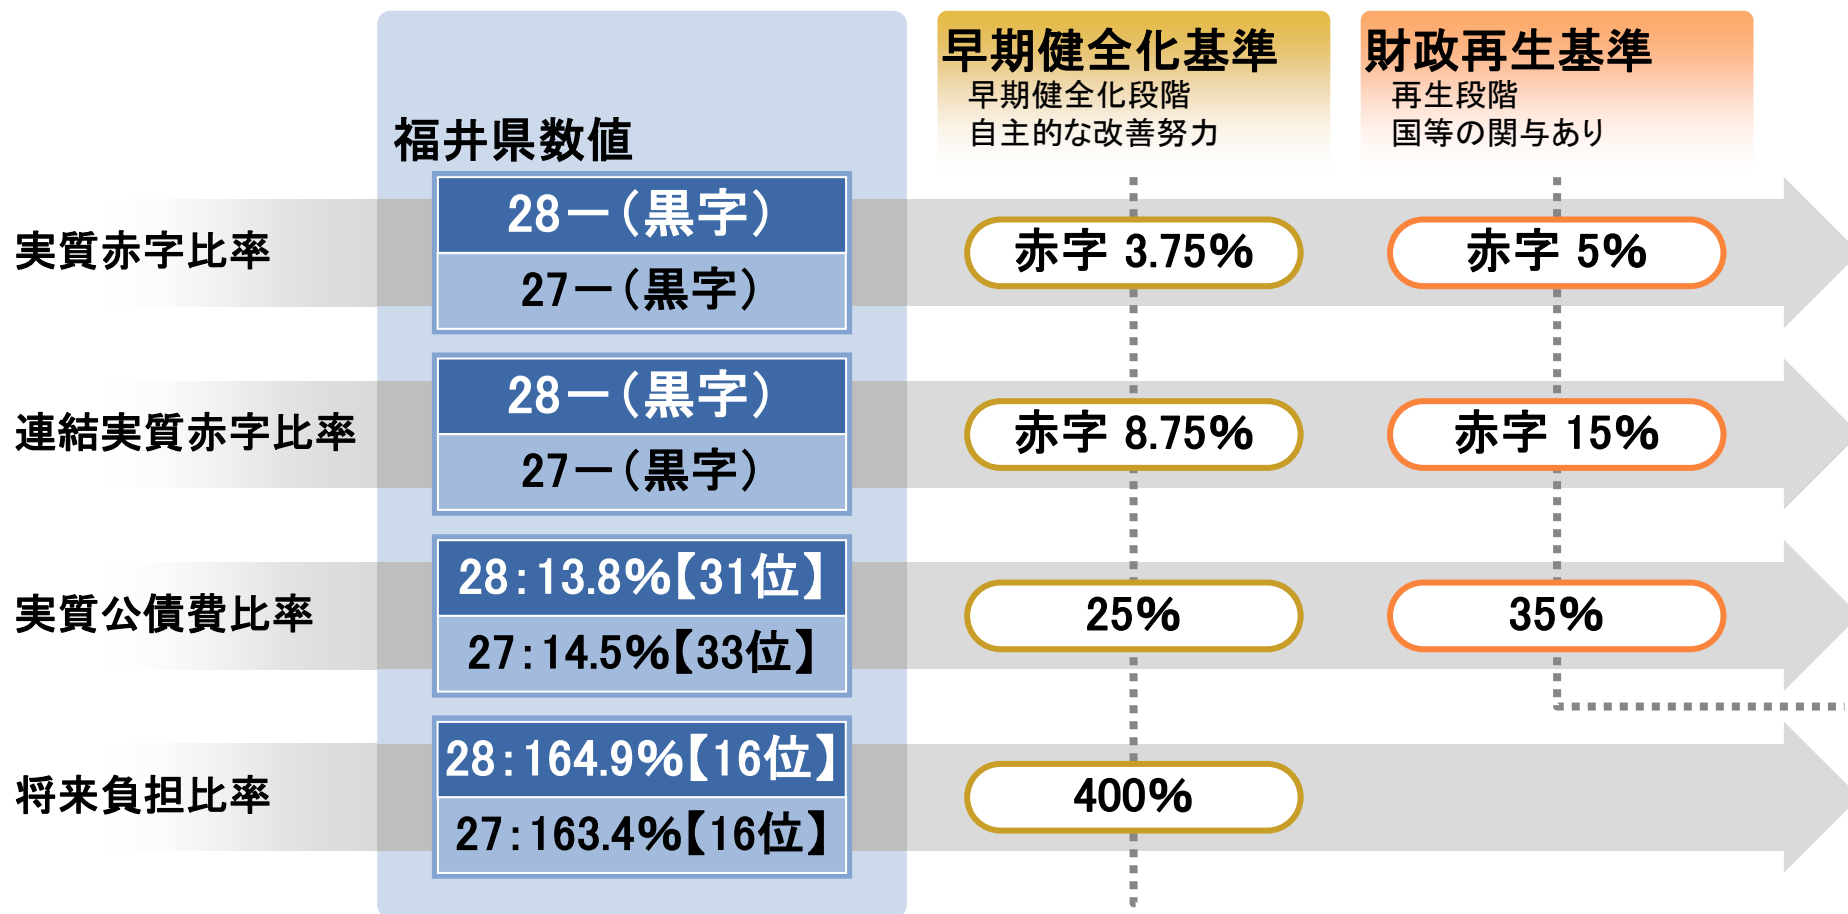 福井県数値
早期健全化基準
早期健全化段階
自主的な改善努力
財政再生基準
再生段階
国等の関与あり
実質赤字比率
28ー(黒字)
27ー(黒字)
赤字 3.75%
赤字 5%
連結実質赤字比率
28ー(黒字)
27ー(黒字)
赤字 8.75%
赤字 15%
実質公債費比率
28:13.8%【31位】
27:14.5%【33位】
25%
35%
将来負担比率
28:164.9%【16位】
27:163.4%【16位】
400%